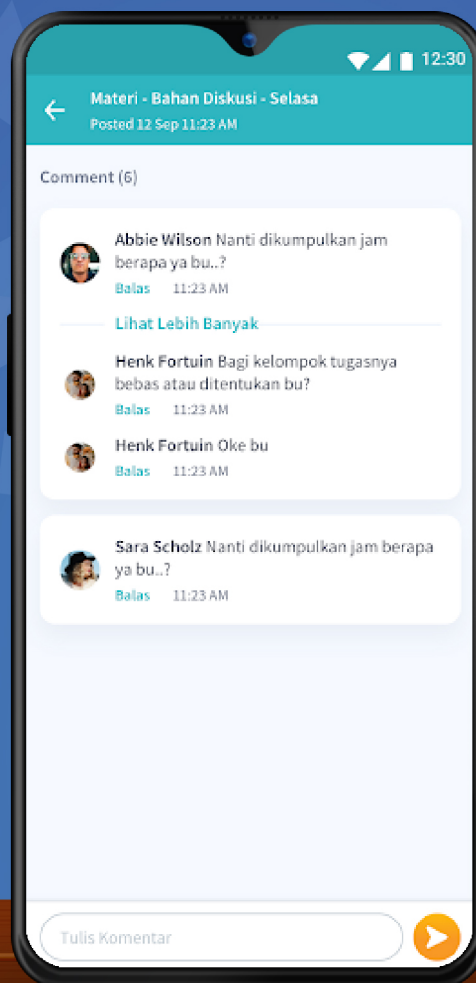 12:30
Materi - Bahan Diskusi - Selasa
Posted 12 Sep 11:23 AM
Comment (6)
Abbie Wilson Nanti dikumpulkan jam
berapa ya bu..?
Balas 11:23 AM
Lihat Lebih Banyak
Henk Fortuin Bagi kelompok tugasnya
bebas atau ditentukan bu?
Balas 11:23 AM
Henk Fortuin Oke bu
Balas 11:23 AM
Sara Scholz Nanti dikumpulkan jam berapa
ya bu..?
Balas 11:23 AM
Tulis Komentar